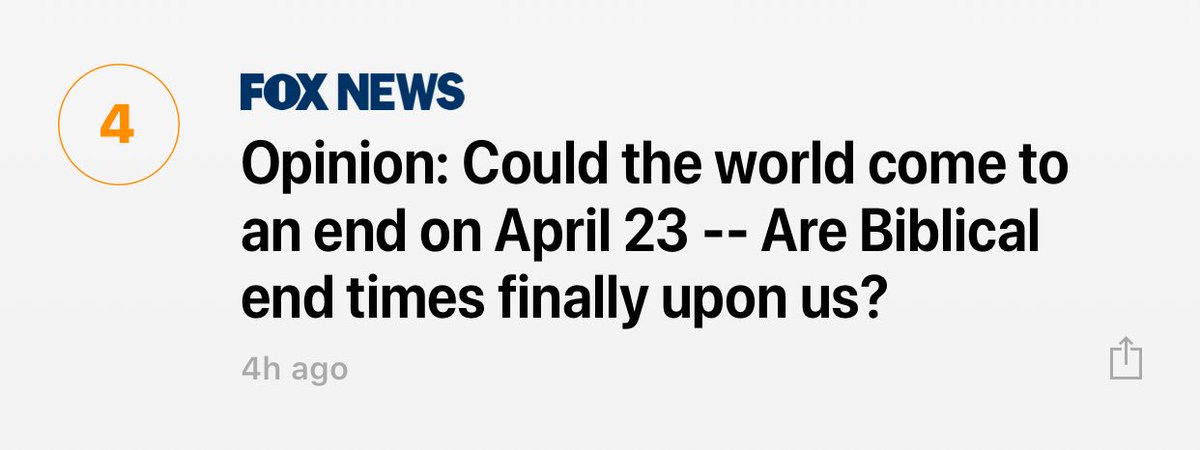 4
FOX NEWS
Opinion: Could the world come to
an end on April 23 -- Are Biblical
end times finally upon us?
4h ago